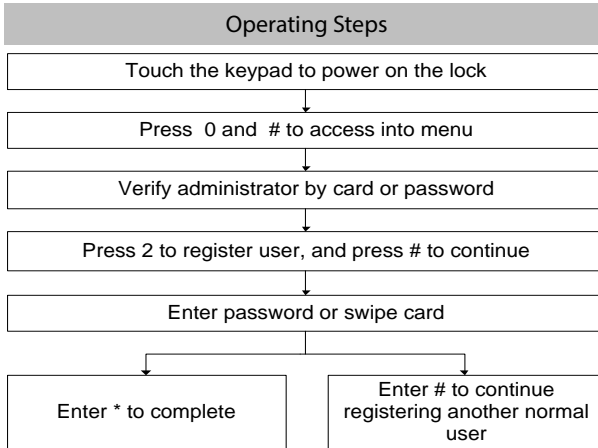 Operating Steps
Touch the keypad to power on the lock
Press 0 and # to access into menu
Verify administrator by card or password
Press 2 to register user, and press # to continue
Enter password or swipe card
Enter * to complete
Enter # to continue
registering another normal
user